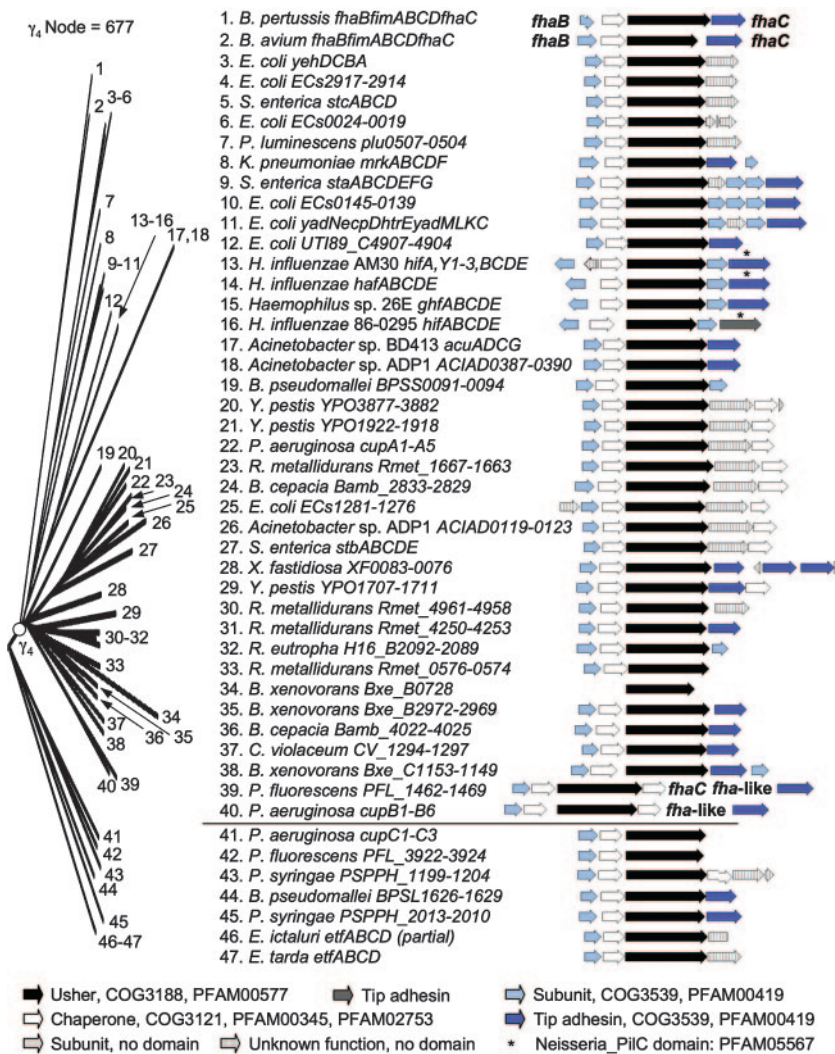 γ4 Node = 677
1
2
3-6
7
8
9-11
12
13-16
17,18
19
20
21
22
23
24
25
26
27
28
29
30-32
33
34
35
36
37
38
39
40
41
42
43
44
45
46-47
γ4
1. B. pertussis fhaBfimABCDfhaC fhaB fhaC
2. B. avium fhaBfimABCDfhaC fhaB fhaC
3. E. coli yehDCBA
4. E. coli ECs2917-2914
5. S. enterica stcABCD
6. E. coli ECs0024-0019
7. P. luminescens plu0507-0504
8. K. pneumoniae mrkABCDF
9. S. enterica staABCDEFG
10. E. coli ECs0145-0139
11. E. coli yadNecpDhtrEyadMLKC
12. E. coli UTI89_C4907-4904
13. H. influenzae AM30 hifA,Y1-3,BCDE *
14. H. influenzae hafABCDE *
15. Haemophilus sp. 26E ghfABCDE
16. H. influenzae 86-0295 hifABCDE *
17. Acinetobacter sp. BD413 acuADCG
18. Acinetobacter sp. ADP1 ACIAD0387-0390
19. B. pseudomallei BPSS0091-0094
20. Y. pestis YPO3877-3882
21. Y. pestis YPO1922-1918
22. P. aeruginosa cupA1-A5
23. R. metallidurans Rmet_1667-1663
24. B. cepacia Bamb_2833-2829
25. E. coli ECs1281-1276
26. Acinetobacter sp. ADP1 ACIAD0119-0123
27. S. enterica stbABCDE
28. X. fastidiosa XF0083-0076
29. Y. pestis YPO1707-1711
30. R. metallidurans Rmet_4961-4958
31. R. metallidurans Rmet_4250-4253
32. R. eutropha H16_B2092-2089
33. R. metallidurans Rmet_0576-0574
34. B. xenovorans Bxe_B0728
35. B. xenovorans Bxe_B2972-2969
36. B. cepacia Bamb_4022-4025
37. C. violaceum CV_1294-1297
38. B. xenovorans Bxe_C1153-1149
39. P. fluorescens PFL_1462-1469 fhaC fha-like
40. P. aeruginosa cupB1-B6 fha-like
41. P. aeruginosa cupC1-C3
42. P. fluorescens PFL_3922-3924
43. P. syringae PSPPH_1199-1204
44. B. pseudomallei BPSL1626-1629
45. P. syringae PSPPH_2013-2010
46. E. ictaluri etfABCD (partial)
47. E. tarda etfABCD
Usher, COG3188, PFAM00577
Tip adhesin
Subunit, COG3539, PFAM00419
Chaperone, COG3121, PFAM00345, PFAM02753
Tip adhesin, COG3539, PFAM00419
Subunit, no domain
Unknown function, no domain
* Neisseria_PilC domain: PFAM05567